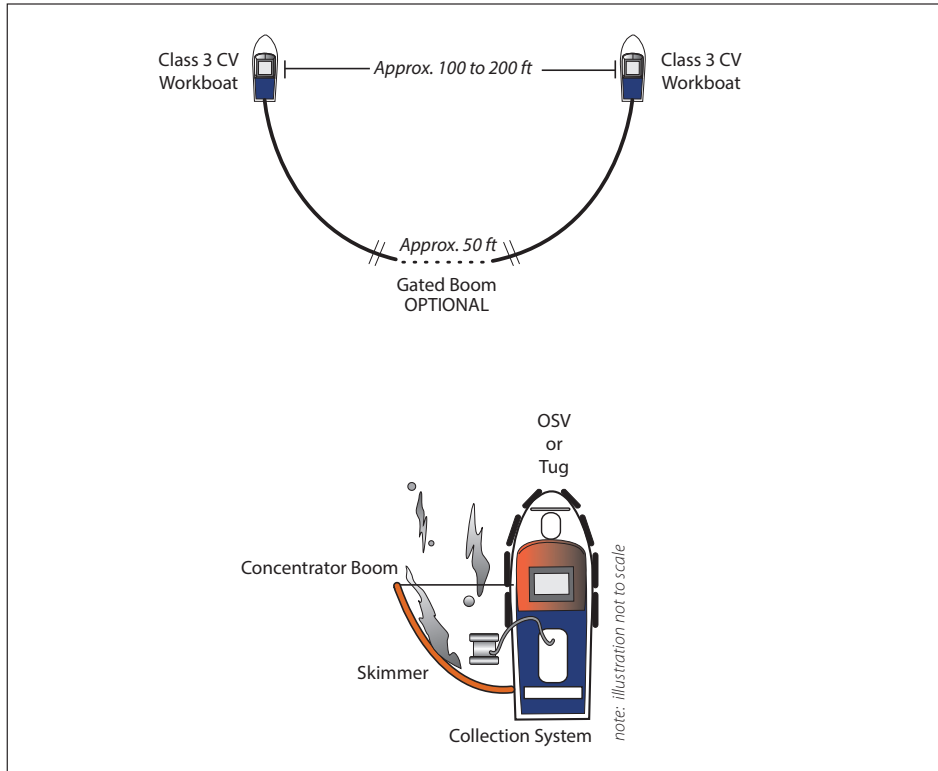 Class 3 CV
Workboat
Approx. 100 to 200 ft
Class 3 CV
Workboat
Approx. 50 ft
Gated Boom
OPTIONAL
OSV
or
Tug
Concentrator Boom
Skimmer
Collection System
note: illustration not to scale